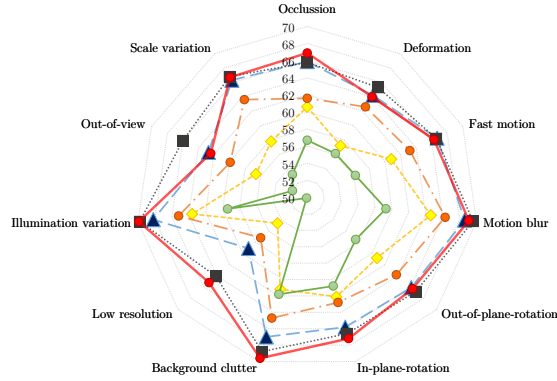 Occlussion
70
68
Scale variation
Deformation
66
64
62
60
Out-of-view
Fast motion
58
56
54
52
50
Illumination variation
Motion blur
Low resolution
Out-of-plane-rotation
Background clutter
In-plane-rotation